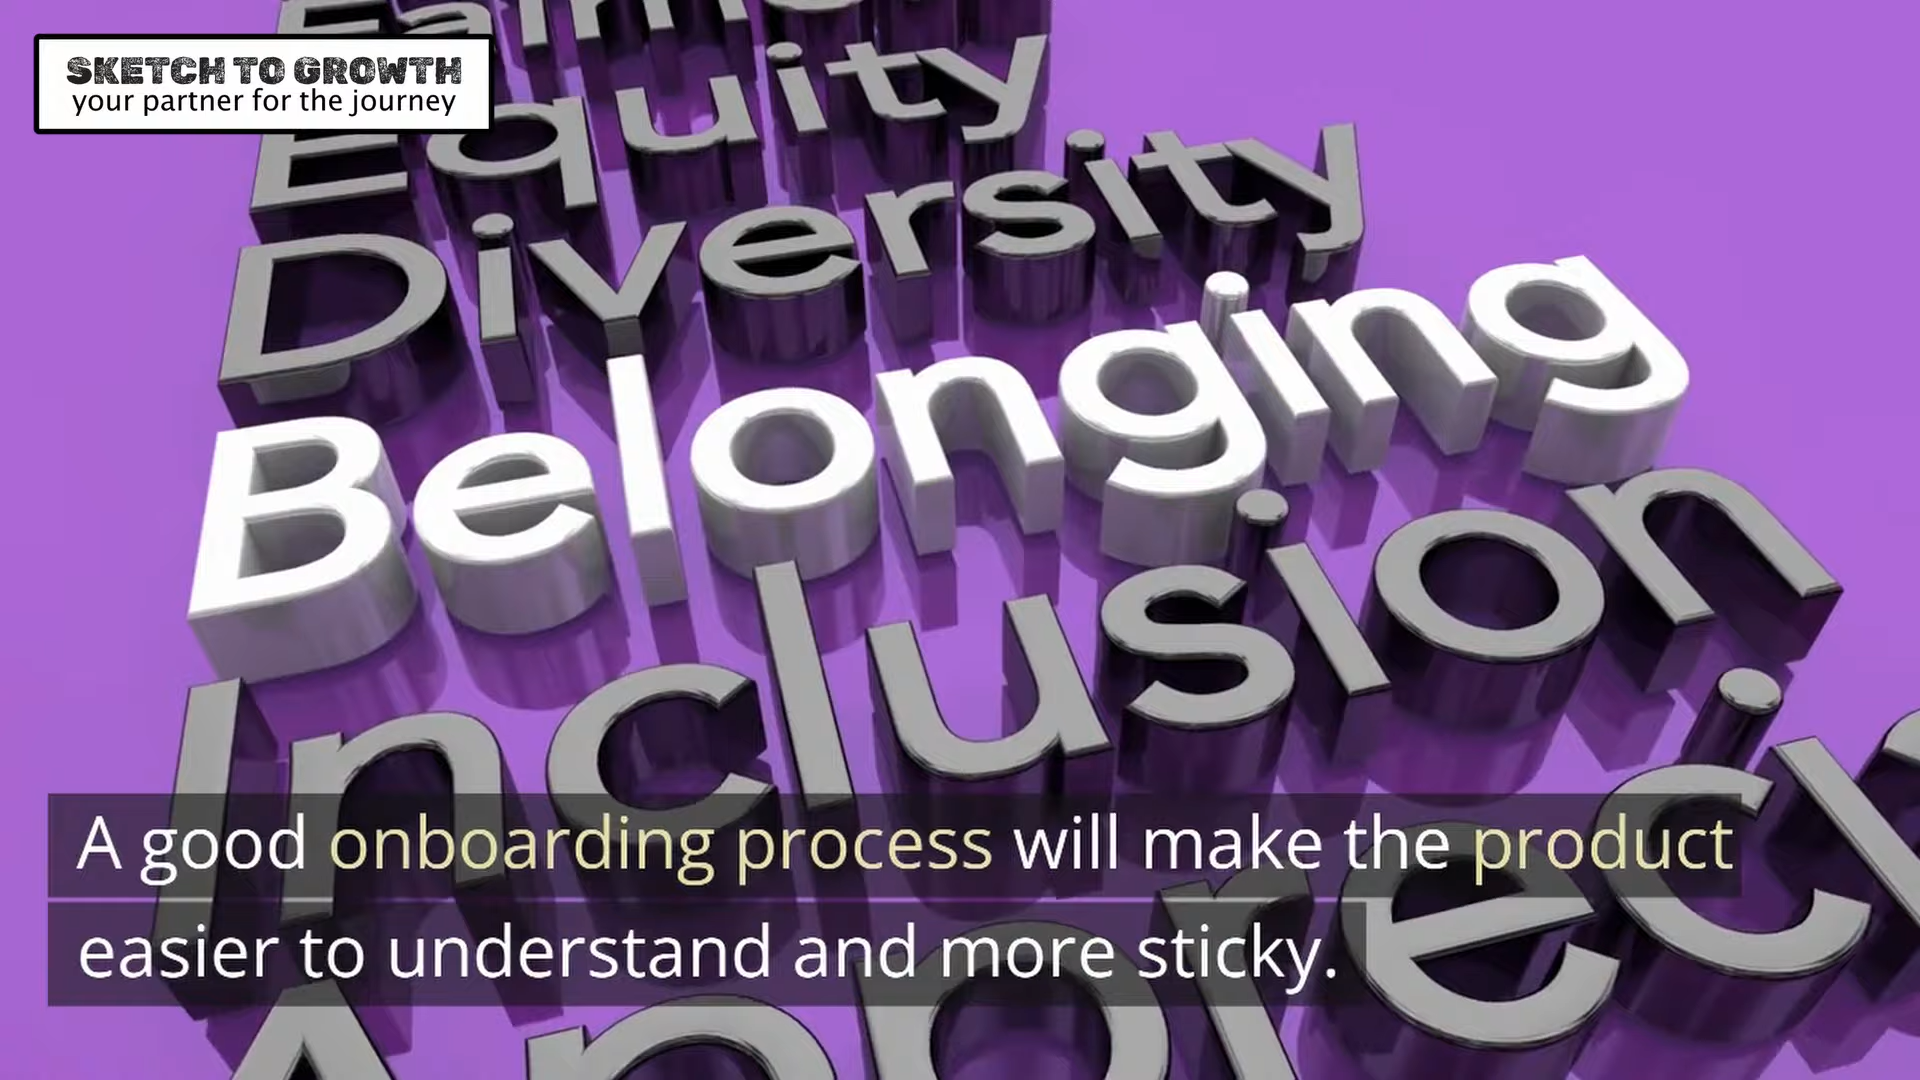 SKETCH TO GROWTH
your partner for the journey
Equity
Diversity
Belonging
Inclusion
A good onboarding process will make the product
easier to understand and more sticky.